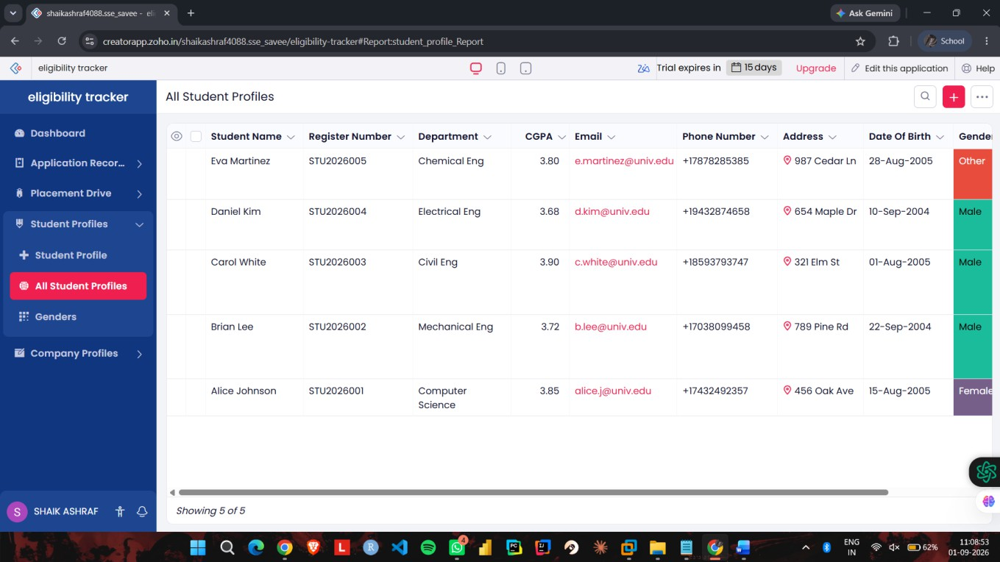 shaikashraf4088.sse_savee - eli
Ask Gemini
creatorapp.zoho.in/shaikashraf4088.sse_savee/eligibility-tracker#Report:student_profile_Report
School
eligibility tracker
Trial expires in 15 days Upgrade Edit this application Help
eligibility tracker
Dashboard
Application Recor...
Placement Drive
Student Profiles
Student Profile
All Student Profiles
Genders
Company Profiles
S SHAIK ASHRAF
All Student Profiles
Student Name Register Number Department CGPA Email Phone Number Address Date Of Birth Gender
Eva Martinez STU2026005 Chemical Eng 3.80 e.martinez@univ.edu +17878285385 987 Cedar Ln 28-Aug-2005 Other
Daniel Kim STU2026004 Electrical Eng 3.68 d.kim@univ.edu +19432874658 654 Maple Dr 10-Sep-2004 Male
Carol White STU2026003 Civil Eng 3.90 c.white@univ.edu +18593793747 321 Elm St 01-Aug-2005 Male
Brian Lee STU2026002 Mechanical Eng 3.72 b.lee@univ.edu +17038099458 789 Pine Rd 22-Sep-2004 Male
Alice Johnson STU2026001 Computer Science 3.85 alice.j@univ.edu +17432492357 456 Oak Ave 15-Aug-2005 Female
Showing 5 of 5
L R 4 PC IJ W
ENG
IN
62%
11:08:53
01-09-2026